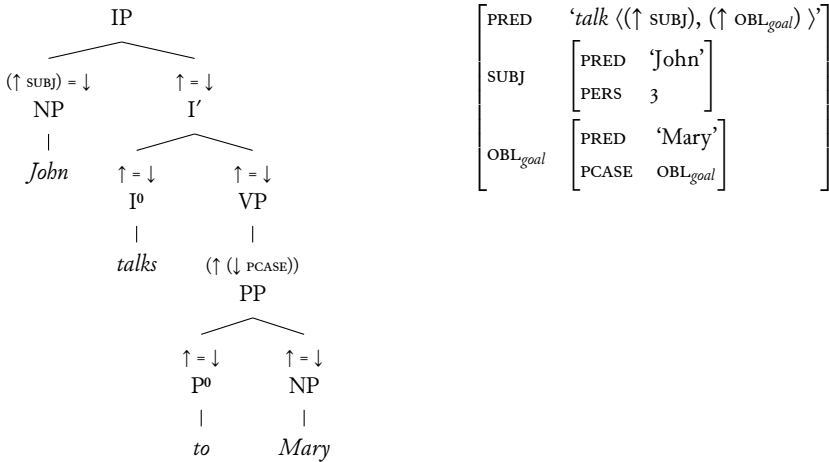 IP
(↑ SUBJ) = ↓ ↑ = ↓
NP I′
John ↑ = ↓ ↑ = ↓
I⁰ VP
talks (↑ (↓ PCASE))
PP
↑ = ↓ ↑ = ↓
P⁰ NP
to Mary
PRED ‘talk ⟨(↑ SUBJ), (↑ OBLgoal) ⟩’
SUBJ
PRED ‘John’
PERS 3
OBLgoal
PRED ‘Mary’
PCASE OBLgoal